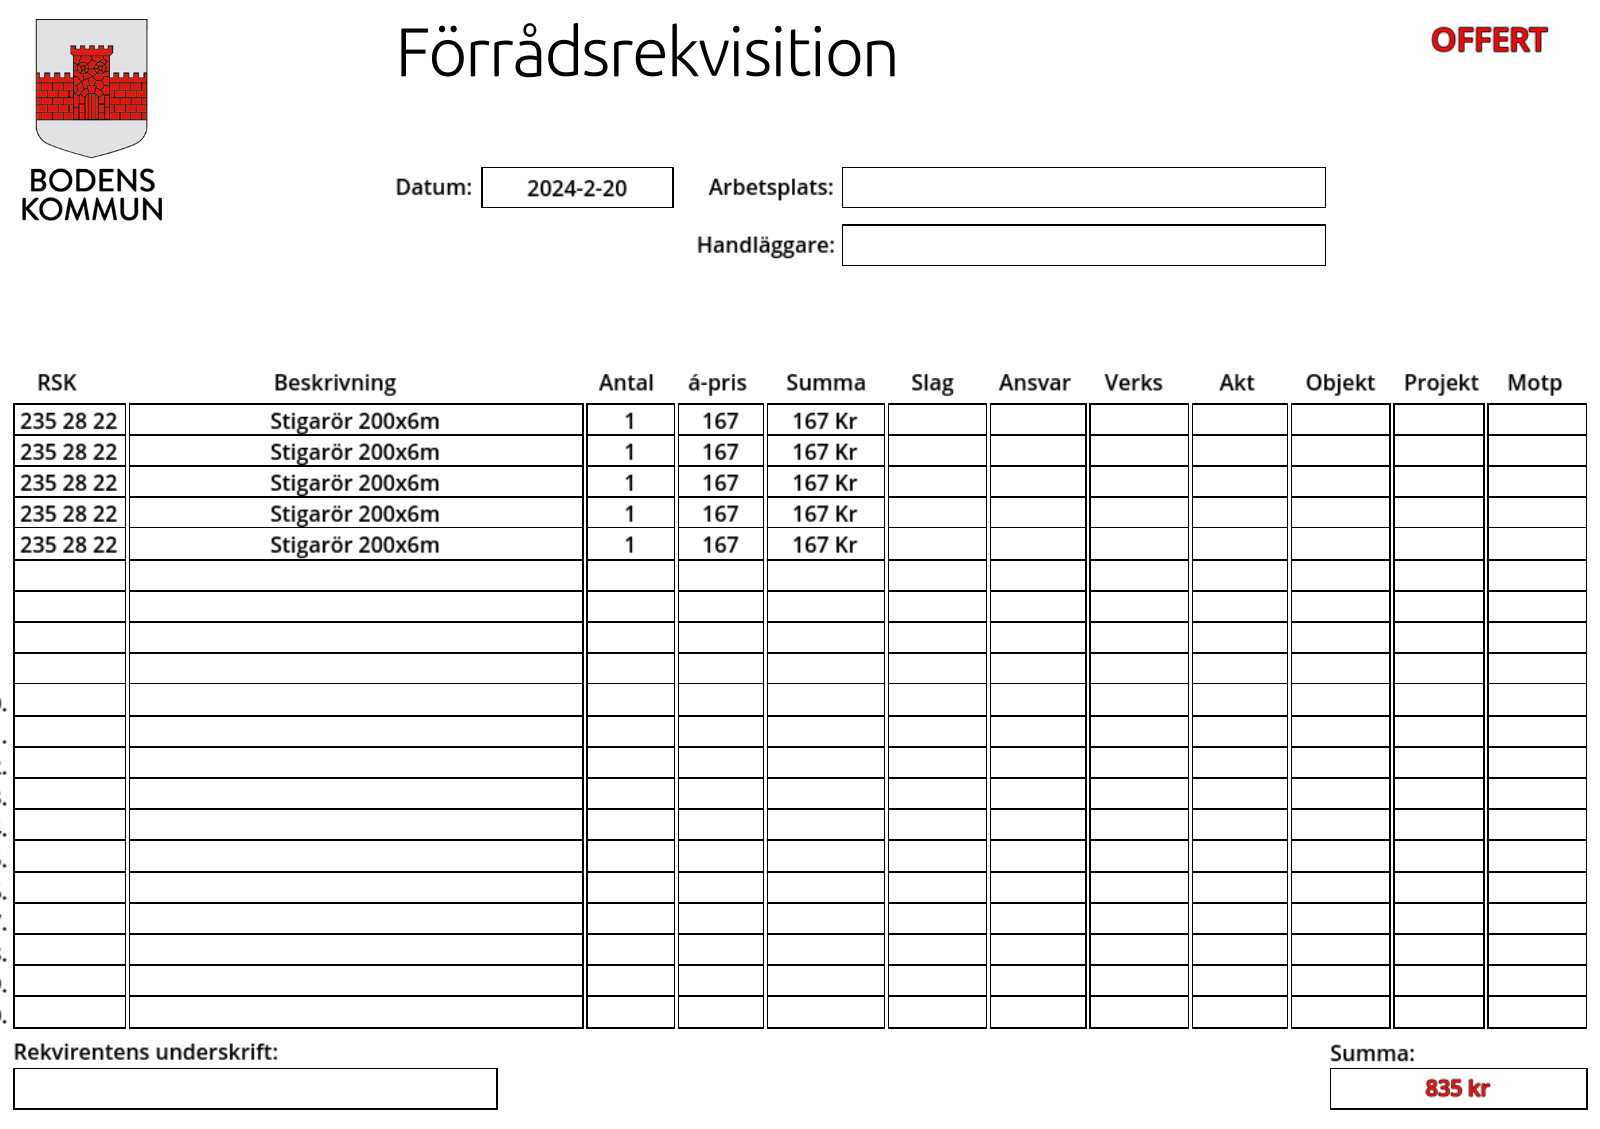 Förrådsrekvisition
OFFERT
BODENS
KOMMUN
Datum: 2024-2-20 Arbetsplats:
Handläggare:
RSK Beskrivning Antal á-pris Summa Slag Ansvar Verks Akt Objekt Projekt Motp
235 28 22 Stigarör 200x6m 1 167 167 Kr
235 28 22 Stigarör 200x6m 1 167 167 Kr
235 28 22 Stigarör 200x6m 1 167 167 Kr
235 28 22 Stigarör 200x6m 1 167 167 Kr
235 28 22 Stigarör 200x6m 1 167 167 Kr
Rekvirentens underskrift: Summa:
835 kr